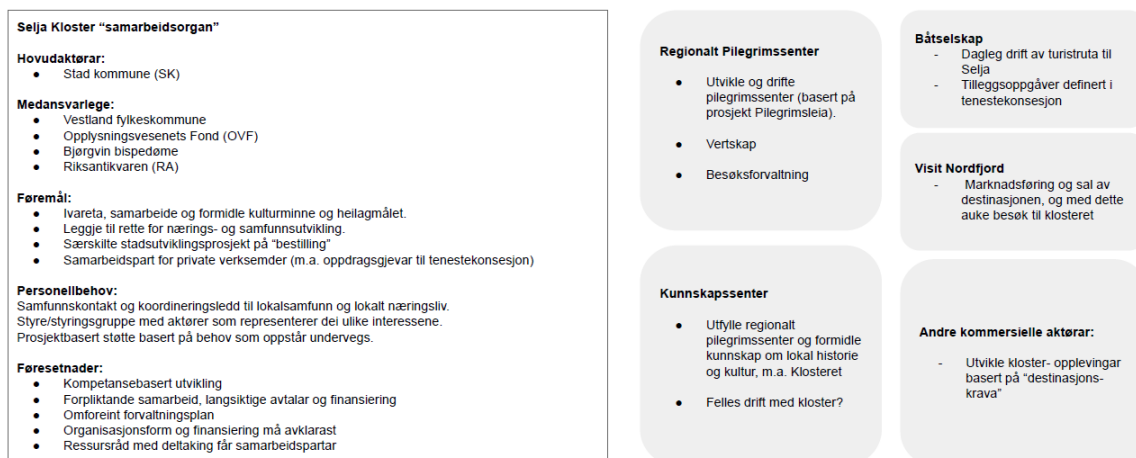 Selja Kloster “samarbeidsorgan”
Hovudaktørar:
● Stad kommune (SK)
Medansvarlege:
● Vestland fylkeskommune
● Opplysningsvesenets Fond (OVF)
● Bjørgvin bispedøme
● Riksantikvaren (RA)
Føremål:
● Ivareta, samarbeide og formidle kulturminne og heilagmålet.
● Leggje til rette for nærings- og samfunnsutvikling.
● Særskilte stadsutviklingsprosjekt på “bestilling”
● Samarbeidspart for private verksemder (m.a. oppdragsgjevar til tenestekonsesjon)
Personellbehov:
Samfunnskontakt og koordineringsledd til lokalsamfunn og lokalt næringsliv.
Styre/styringsgruppe med aktører som representerer dei ulike interessene.
Prosjektbasert støtte basert på behov som oppstår undervegs.
Føresetnader:
● Kompetansebasert utvikling
● Forpliktande samarbeid, langsiktige avtalar og finansiering
● Omforeint forvaltningsplan
● Organisasjonsform og finansiering må avklarast
● Ressursråd med deltaking får samarbeidspartar
Regionalt Pilegrimssenter
● Utvikle og drifte
pilegrimssenter (basert på
prosjekt Pilegrimsleia).
● Vertskap
● Besøksforvaltning
Kunnskapssenter
● Utfylle regionalt
pilegrimssenter og formidle
kunnskap om lokal historie
og kultur, m.a. Klosteret
● Felles drift med kloster?
Båtselskap
- Dagleg drift av turistruta til
Selja
- Tilleggsoppgåver definert i
tenestekonsesjon
Visit Nordfjord
- Marknadsføring og sal av
destinasjonen, og med dette
auke besøk til klosteret
Andre kommersielle aktørar:
- Utvikle kloster- opplevingar
basert på “destinasjons-
krava”